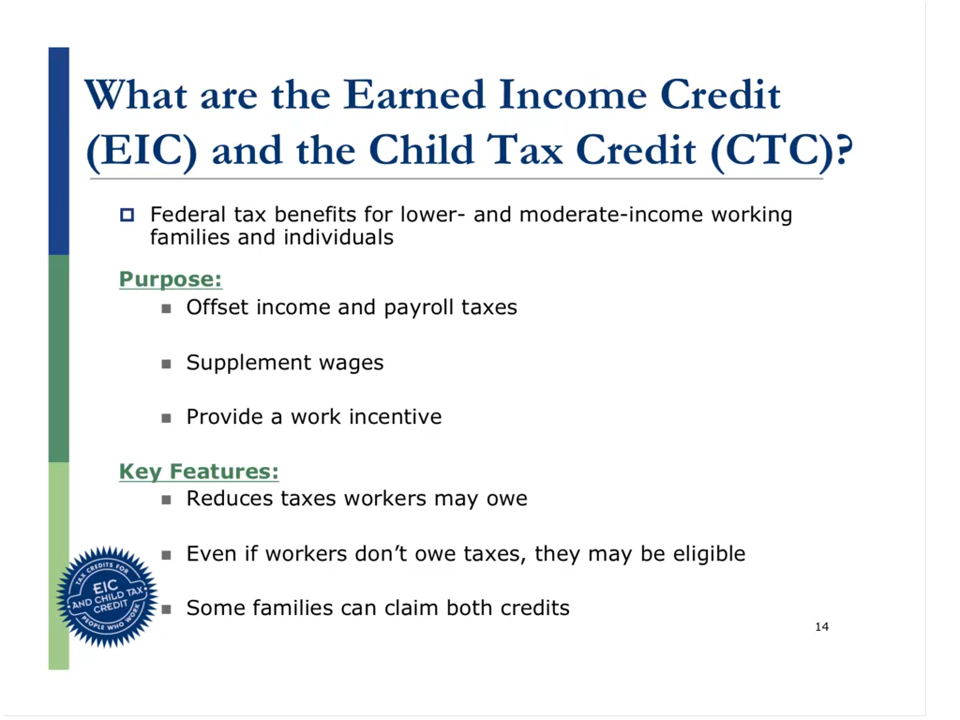 What are the Earned Income Credit
(EIC) and the Child Tax Credit (CTC)?
Federal tax benefits for lower- and moderate-income working
families and individuals
Purpose:
Offset income and payroll taxes
Supplement wages
Provide a work incentive
Key Features:
Reduces taxes workers may owe
Even if workers don’t owe taxes, they may be eligible
Some families can claim both credits
TAX CREDITS FOR
EIC
AND CHILD TAX
CREDIT
PEOPLE WHO WORK
14